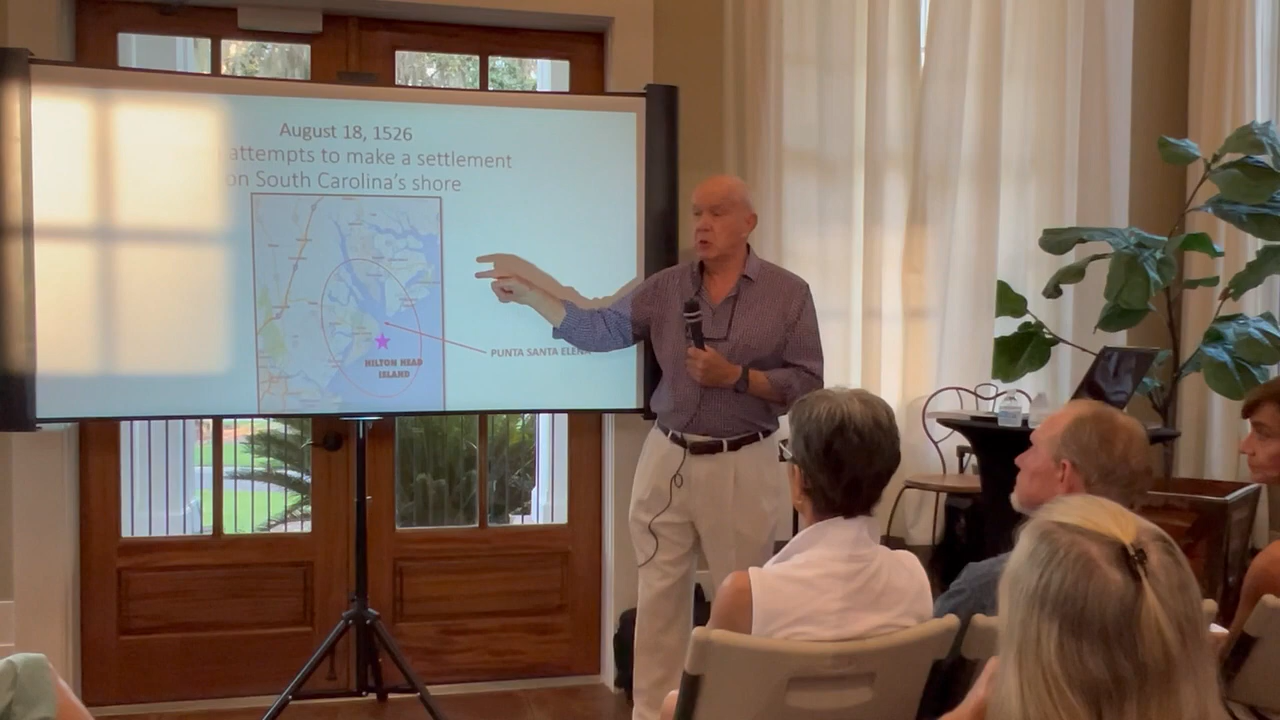 August 18, 1526
attempts to make a settlement
on South Carolina's shore
PUNTA SANTA ELENA
HILTON HEAD
ISLAND